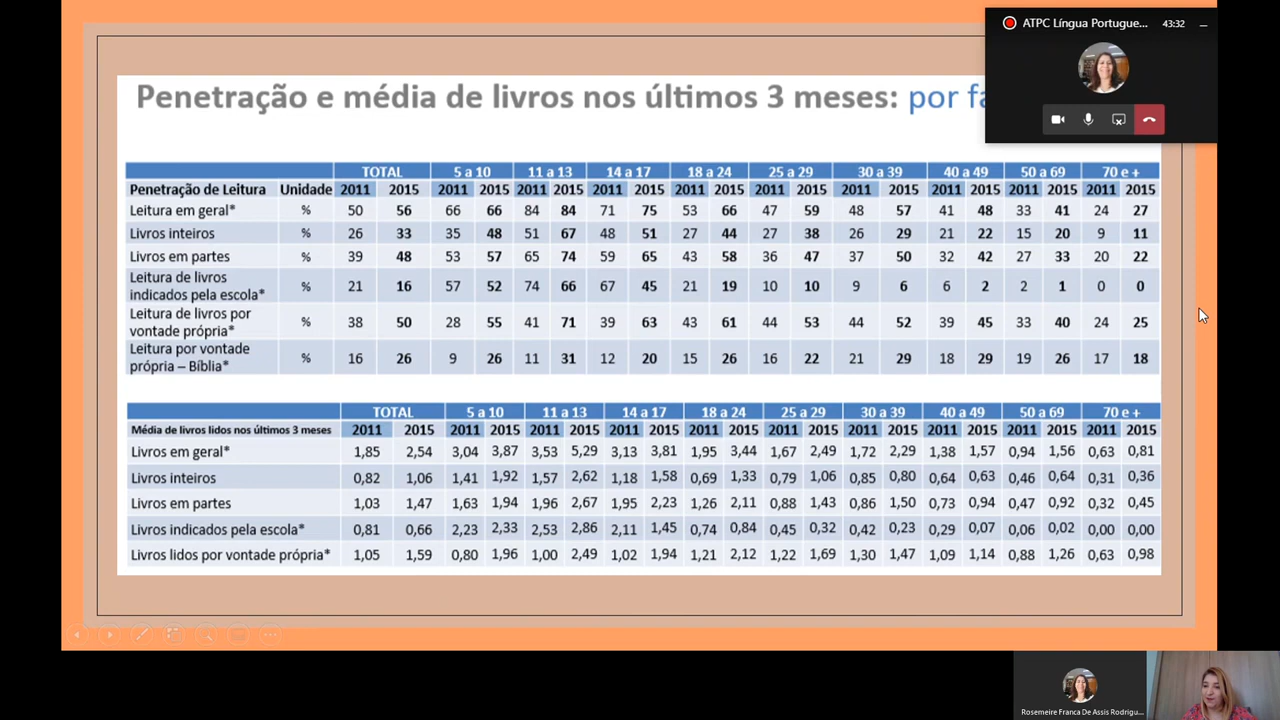 ATPC Língua Portugue... 43:32
Penetração e média de livros nos últimos 3 meses: por fa
TOTAL 5 a 10 11 a 13 14 a 17 18 a 24 25 a 29 30 a 39 40 a 49 50 a 69 70 e +
Penetração de Leitura Unidade 2011 2015 2011 2015 2011 2015 2011 2015 2011 2015 2011 2015 2011 2015 2011 2015 2011 2015 2011 2015
Leitura em geral* % 50 56 66 66 84 84 71 75 53 66 47 59 48 57 41 48 33 41 24 27
Livros inteiros % 26 33 35 48 51 67 48 51 27 44 27 38 26 29 21 22 15 20 9 11
Livros em partes % 39 48 53 57 65 74 59 65 43 58 36 47 37 50 32 42 27 33 20 22
Leitura de livros
indicados pela escola* % 21 16 57 52 74 66 67 45 21 19 10 10 9 6 6 2 2 1 0 0
Leitura de livros por
vontade própria* % 38 50 28 55 41 71 39 63 43 61 44 53 44 52 39 45 33 40 24 25
Leitura por vontade
própria – Bíblia* % 16 26 9 26 11 31 12 20 15 26 16 22 21 29 18 29 19 26 17 18
TOTAL 5 a 10 11 a 13 14 a 17 18 a 24 25 a 29 30 a 39 40 a 49 50 a 69 70 e +
Média de livros lidos nos últimos 3 meses 2011 2015 2011 2015 2011 2015 2011 2015 2011 2015 2011 2015 2011 2015 2011 2015 2011 2015 2011 2015
Livros em geral* 1,85 2,54 3,04 3,87 3,53 5,29 3,13 3,81 1,95 3,44 1,67 2,49 1,72 2,29 1,38 1,57 0,94 1,56 0,63 0,81
Livros inteiros 0,82 1,06 1,41 1,92 1,57 2,62 1,18 1,58 0,69 1,33 0,79 1,06 0,85 0,80 0,64 0,63 0,46 0,64 0,31 0,36
Livros em partes 1,03 1,47 1,63 1,94 1,96 2,67 1,95 2,23 1,26 2,11 0,88 1,43 0,86 1,50 0,73 0,94 0,47 0,92 0,32 0,45
Livros indicados pela escola* 0,81 0,66 2,23 2,33 2,53 2,86 2,11 1,45 0,74 0,84 0,45 0,32 0,42 0,23 0,29 0,07 0,06 0,02 0,00 0,00
Livros lidos por vontade própria* 1,05 1,59 0,80 1,96 1,00 2,49 1,02 1,94 1,21 2,12 1,22 1,69 1,30 1,47 1,09 1,14 0,88 1,26 0,63 0,98
Rosemeire Franca De Assis Rodrigu...